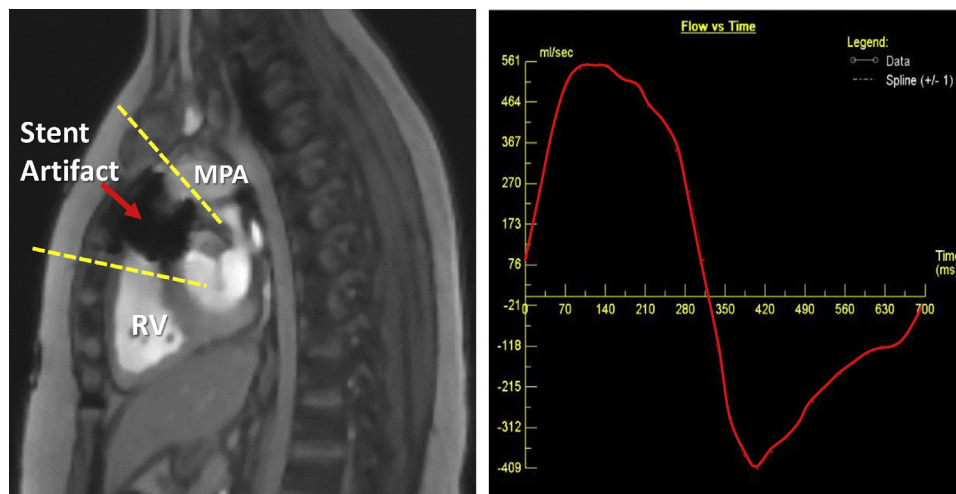 Stent
Artifact
MPA
RV
Flow vs Time
ml/sec
Legend:
Data
Spline (+/- 1)
561
464
367
270
173
76
-21
-118
-215
-312
-409
0
70
140
210
280
350
420
490
560
630
700
Time
(ms